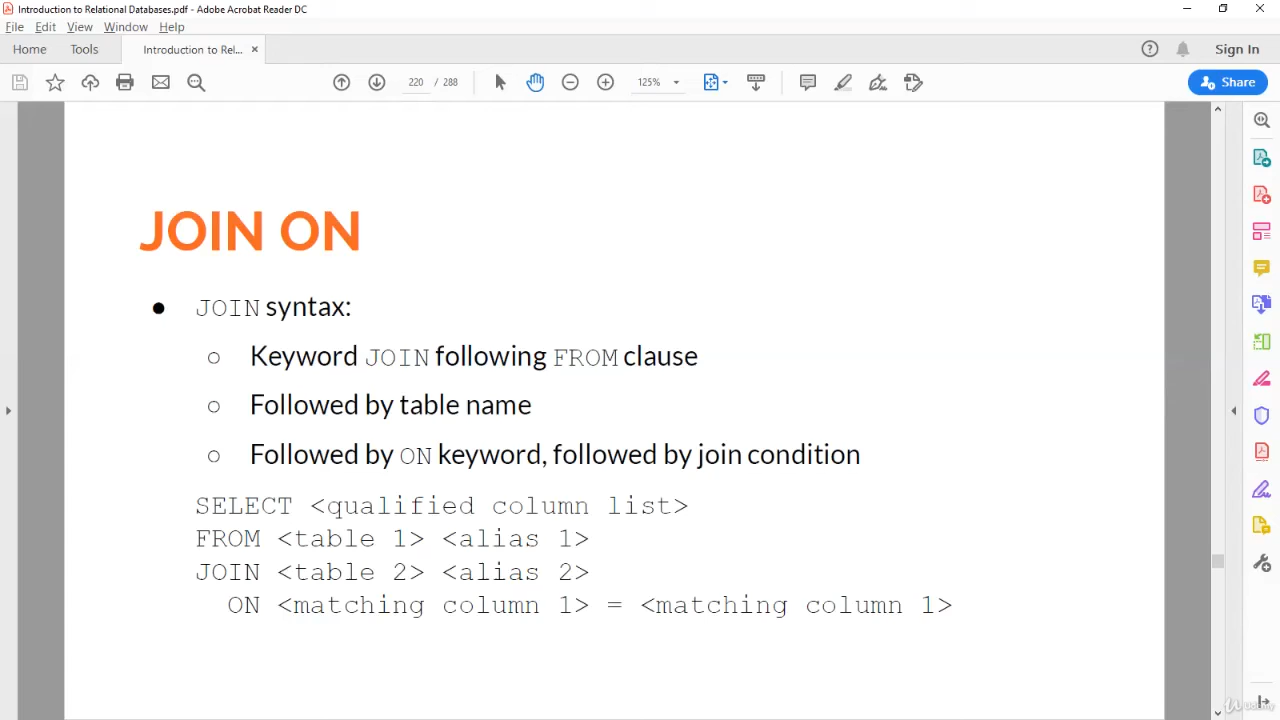 Introduction to Relational Databases.pdf - Adobe Acrobat Reader DC
File Edit View Window Help
Home Tools Introduction to Rel... × Sign In
220 / 288 125% Share
JOIN ON
● JOIN syntax:
○ Keyword JOIN following FROM clause
○ Followed by table name
○ Followed by ON keyword, followed by join condition
SELECT <qualified column list>
FROM <table 1> <alias 1>
JOIN <table 2> <alias 2>
ON <matching column 1> = <matching column 1>
Udemy